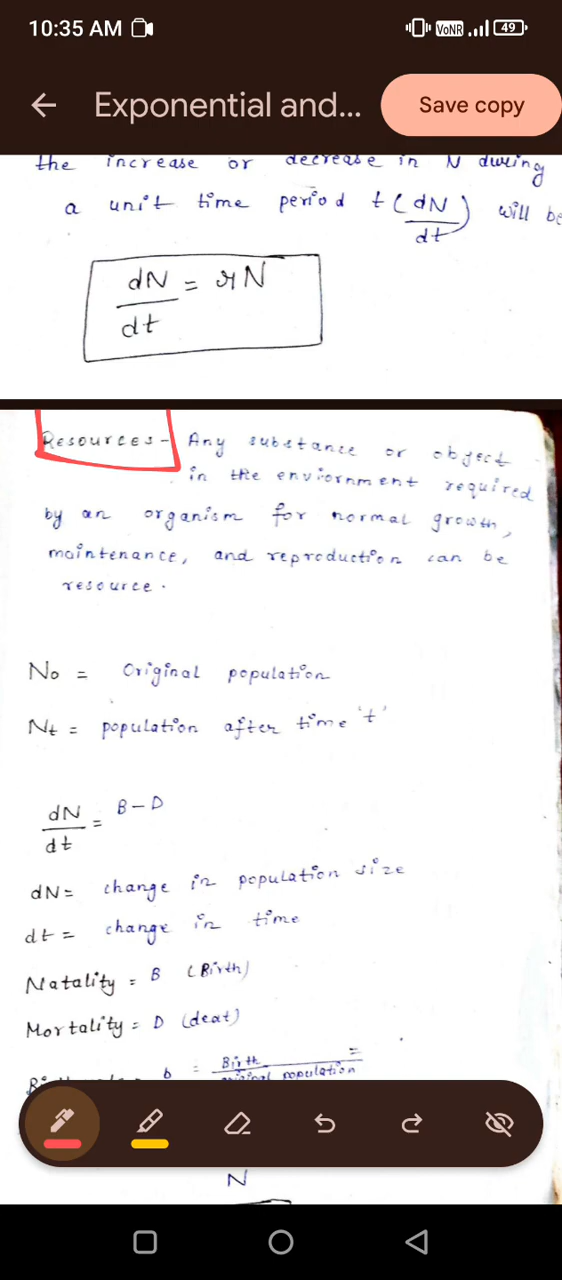 10:35 AM
VoNR
49
Exponential and...
Save copy
the increase or decrease in N during
a unit time period t (dN/dt) will be
dN/dt = rN
Resources - Any substance or object
in the enviornment required
by an organism for normal growth,
maintenance, and reproduction can be
resource.
No = Original population
Nt = population after time 't'
dN/dt = B - D
dN = change in population size
dt = change in time
Natality = B (Birth)
Mortality = D (deat)
b = Birth / original population =
N